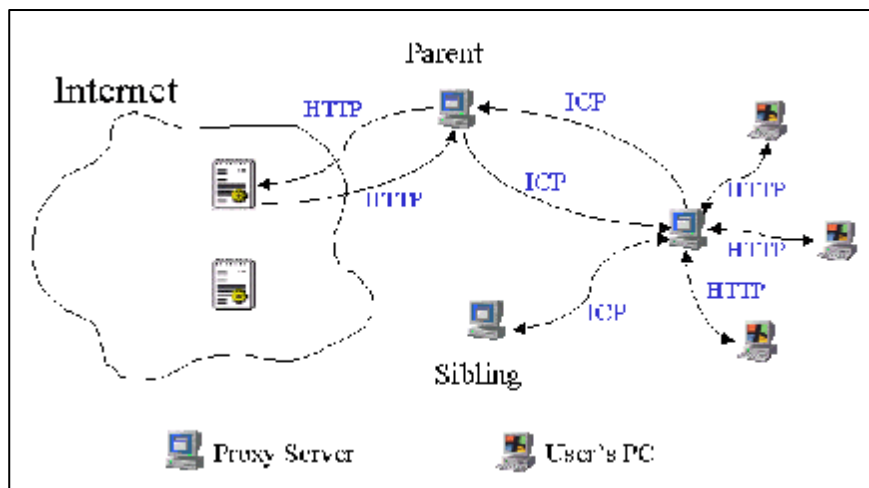 Parent
Internet
HTTP
ICP
ICP
HTTP
HTTP
HTTP
HTTP
ICP
Sibling
Proxy Server
User's PC